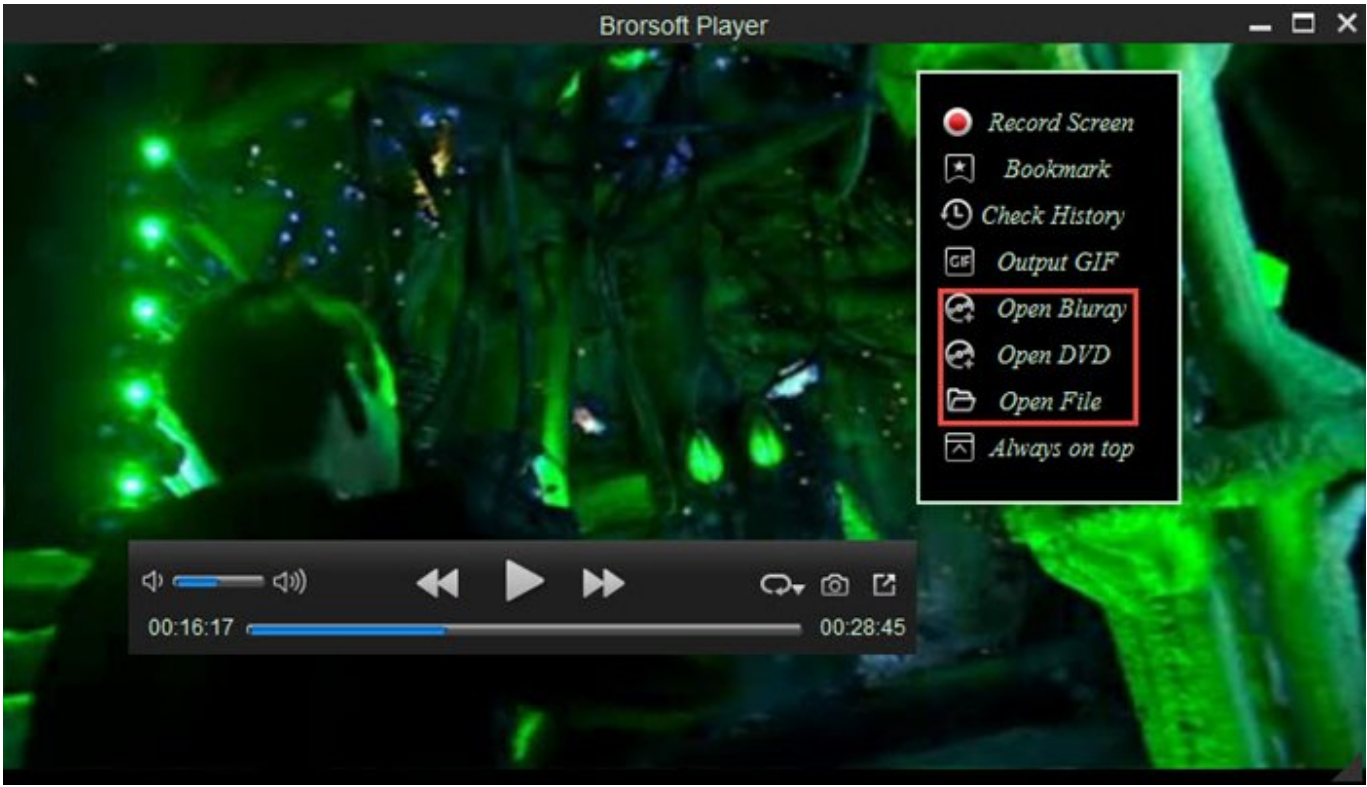 Brorsoft Player
Record Screen
Bookmark
Check History
GIF Output GIF
Open Bluray
Open DVD
Open File
Always on top
00:16:17 00:28:45